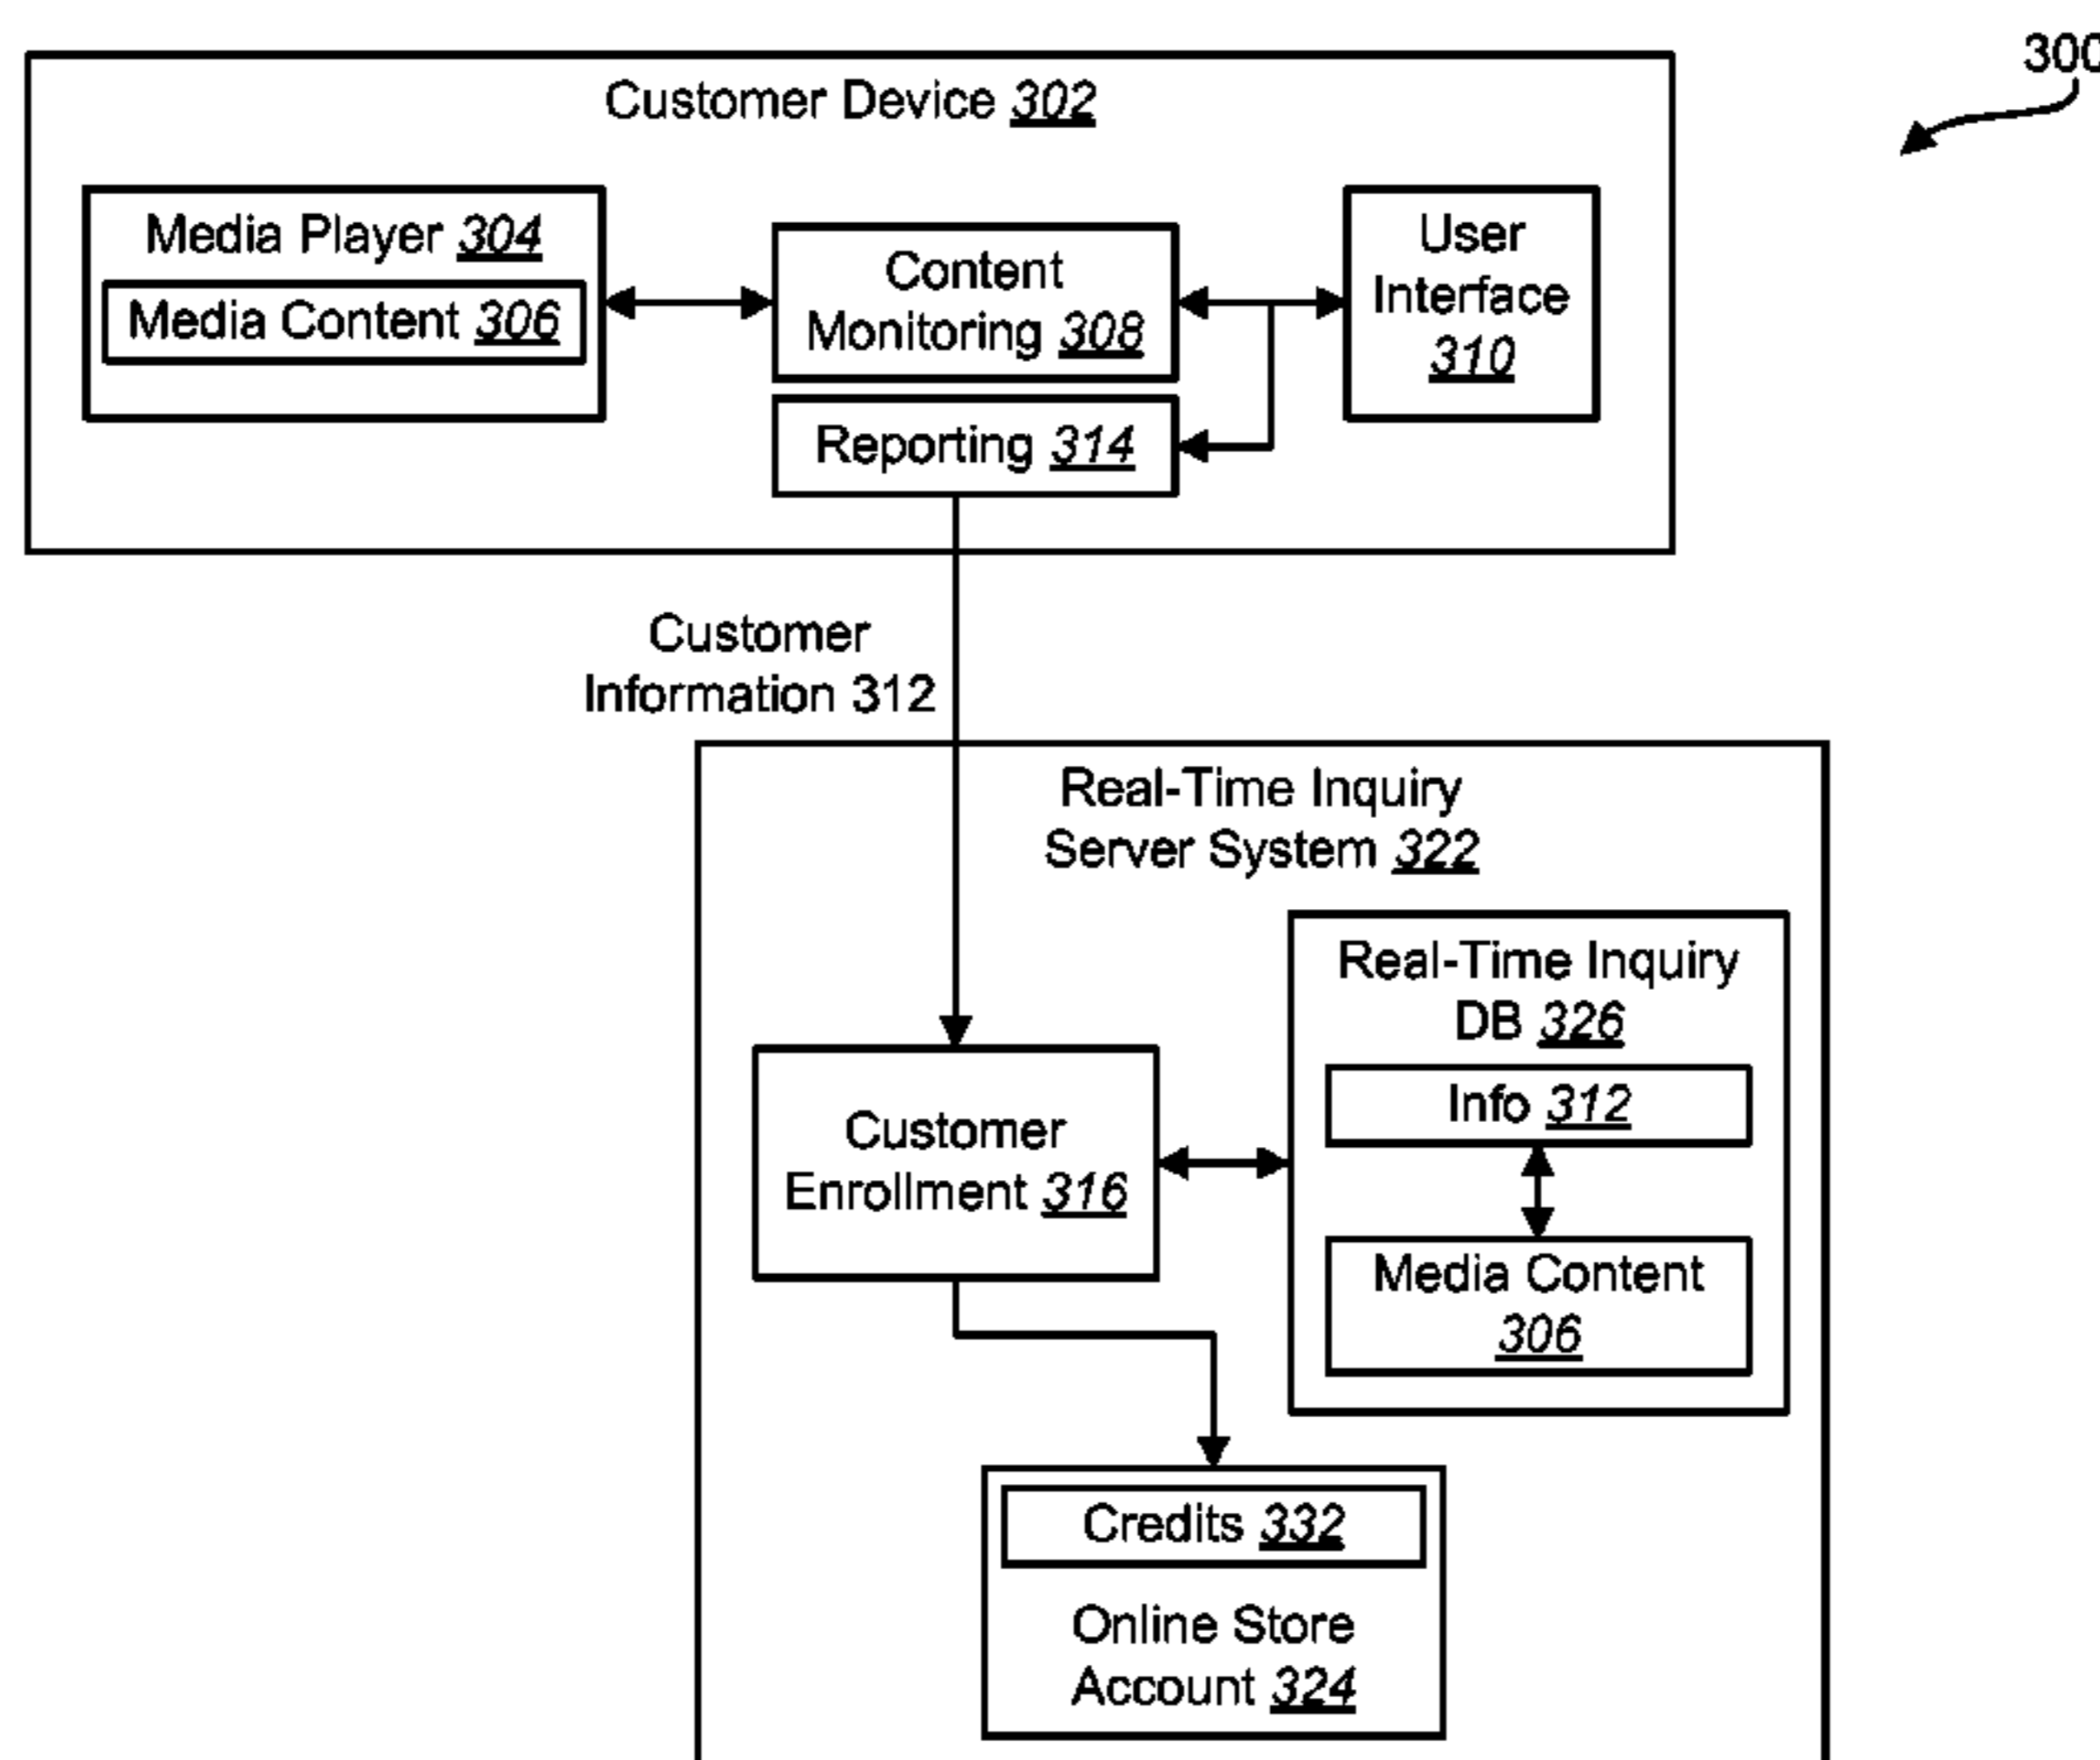 300
Customer Device 302
Media Player 304
Media Content 306
Content
Monitoring 308
User
Interface
310
Reporting 314
Customer
Information 312
Real-Time Inquiry
Server System 322
Real-Time Inquiry
DB 326
Info 312
Customer
Enrollment 316
Media Content
306
Credits 332
Online Store
Account 324